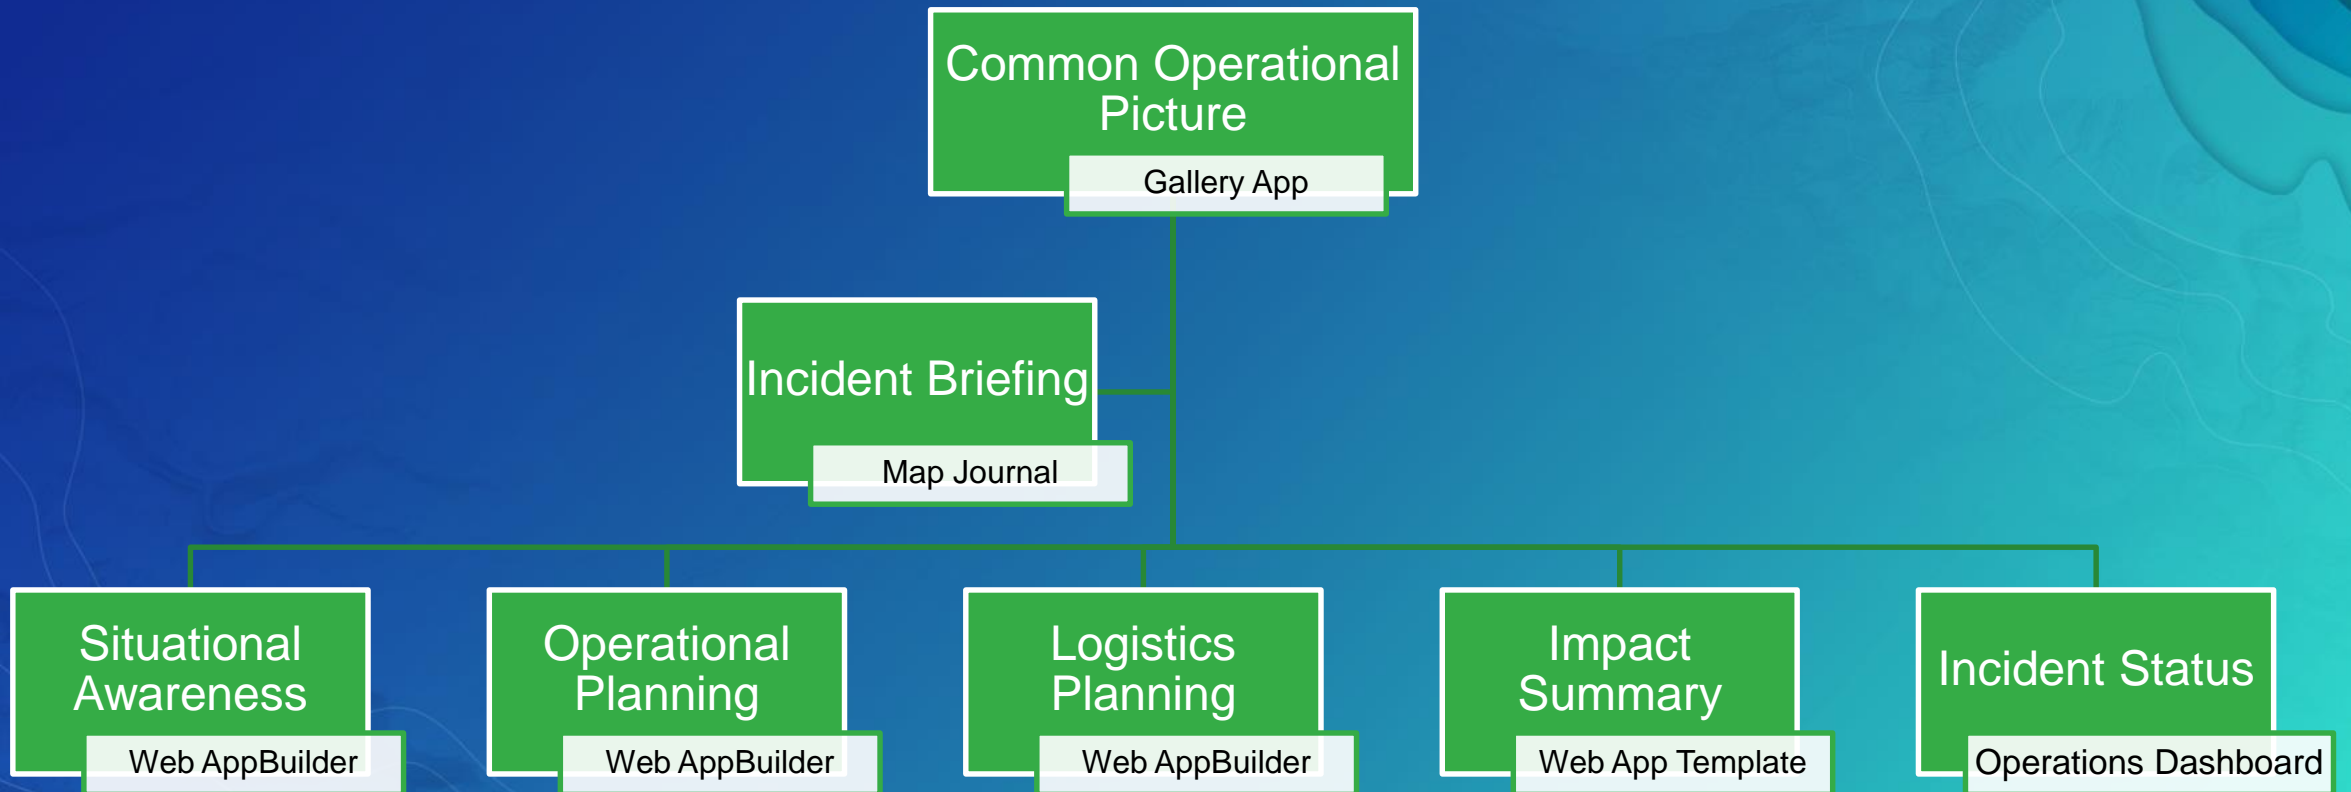 Common Operational
Picture
Gallery App
Incident Briefing
Map Journal
Situational
Awareness
Web AppBuilder
Operational
Planning
Web AppBuilder
Logistics
Planning
Web AppBuilder
Impact
Summary
Web App Template
Incident Status
Operations Dashboard